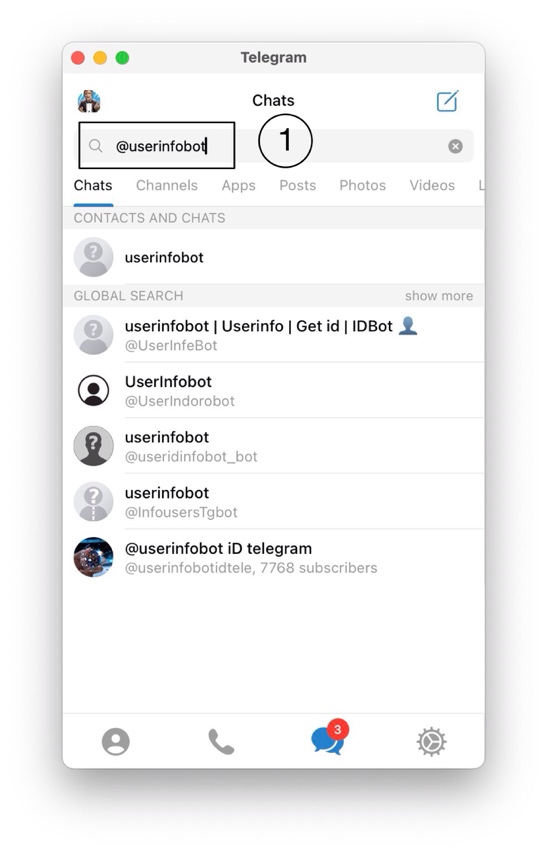 Telegram
Chats
@userinfobot
1
Chats Channels Apps Posts Photos Videos L
CONTACTS AND CHATS
userinfobot
GLOBAL SEARCH show more
userinfobot | Userinfo | Get id | IDBot 👤
@UserInfeBot
UserInfobot
@UserIndorobot
userinfobot
@useridinfobot_bot
userinfobot
@InfousersTgbot
@userinfobot iD telegram
@userinfobotidtele, 7768 subscribers
3